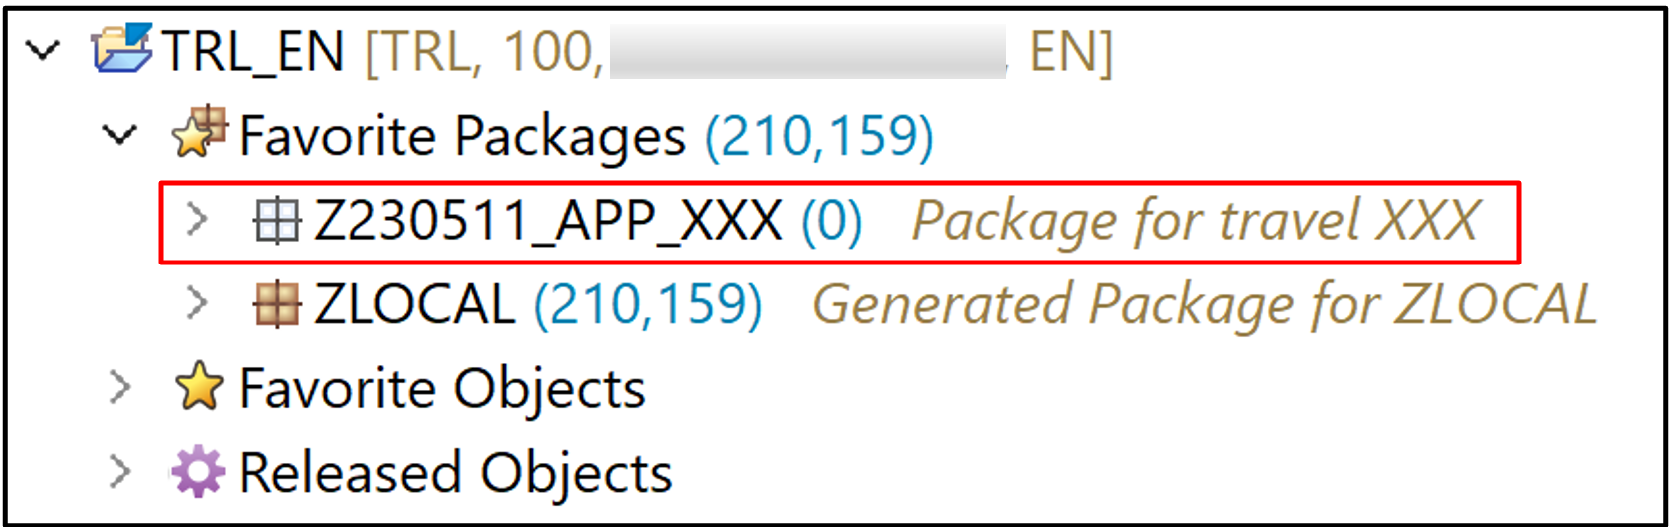 TRL_EN [TRL, 100, , EN]
Favorite Packages (210,159)
Z230511_APP_XXX (0) Package for travel XXX
ZLOCAL (210,159) Generated Package for ZLOCAL
Favorite Objects
Released Objects